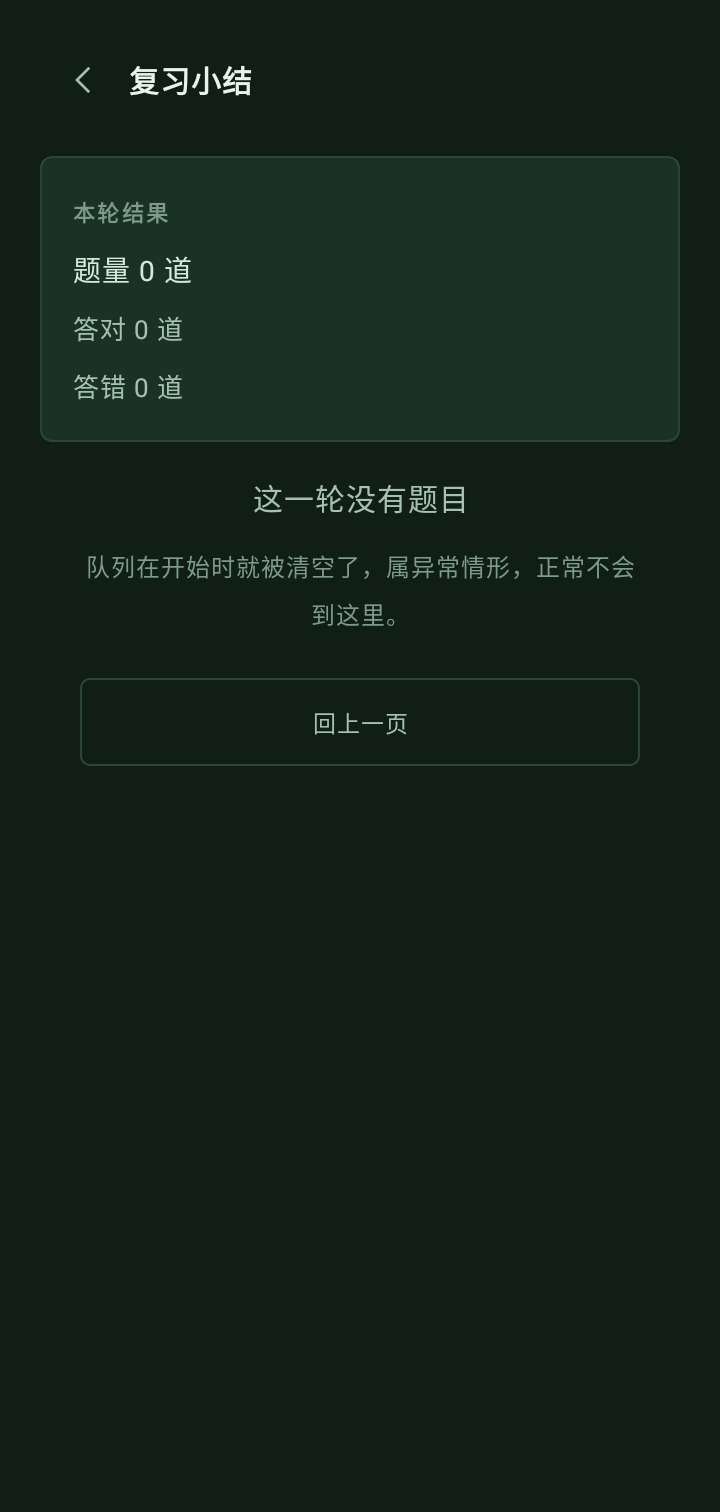 复习小结
本轮结果
题量 0 道
答对 0 道
答错 0 道
这一轮没有题目
队列在开始时就被清空了，属异常情形，正常不会
到这里。
回上一页